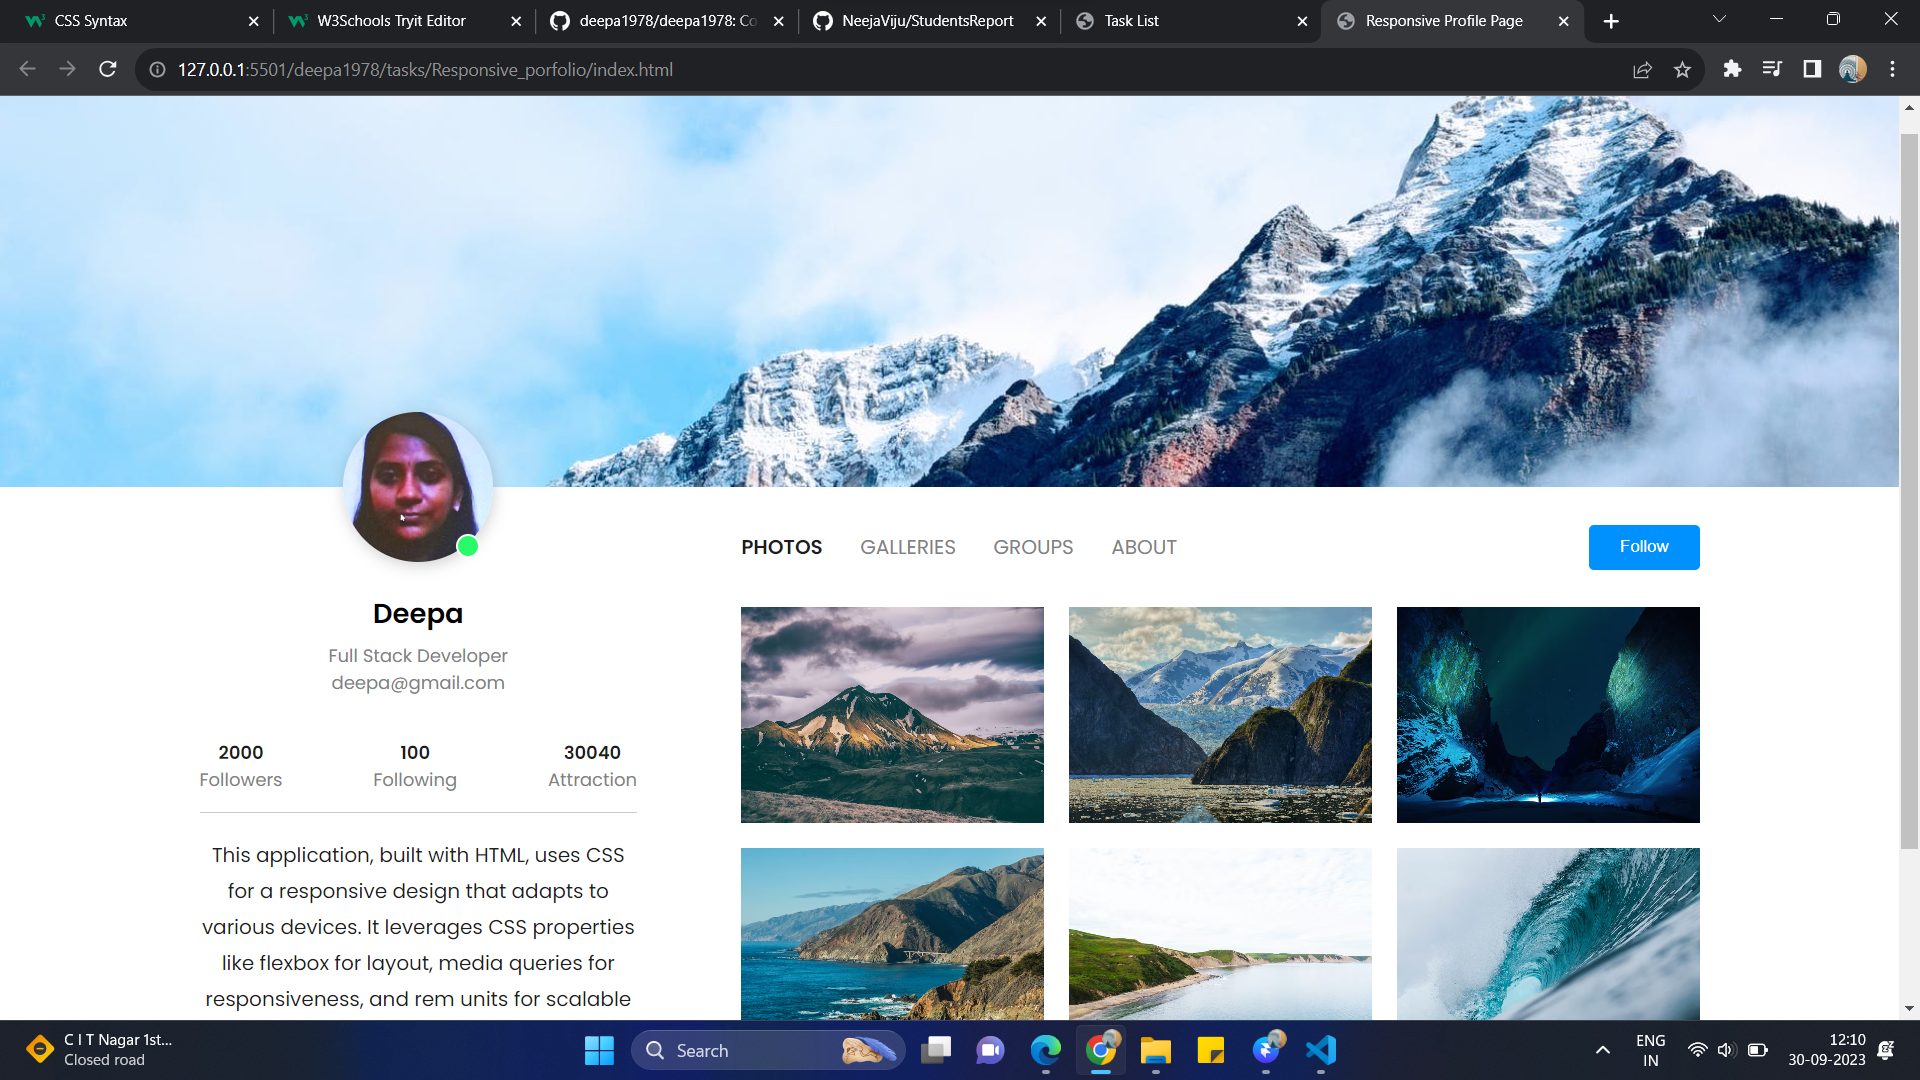 CSS Syntax
W3Schools Tryit Editor
deepa1978/deepa1978: Co
NeejaViju/StudentsReport
Task List
Responsive Profile Page
127.0.0.1:5501/deepa1978/tasks/Responsive_porfolio/index.html
PHOTOS
GALLERIES
GROUPS
ABOUT
Follow
Deepa
Full Stack Developer
deepa@gmail.com
2000
Followers
100
Following
30040
Attraction
This application, built with HTML, uses CSS
for a responsive design that adapts to
various devices. It leverages CSS properties
like flexbox for layout, media queries for
responsiveness, and rem units for scalable
C I T Nagar 1st...
Closed road
Search
ENG
IN
12:10
30-09-2023